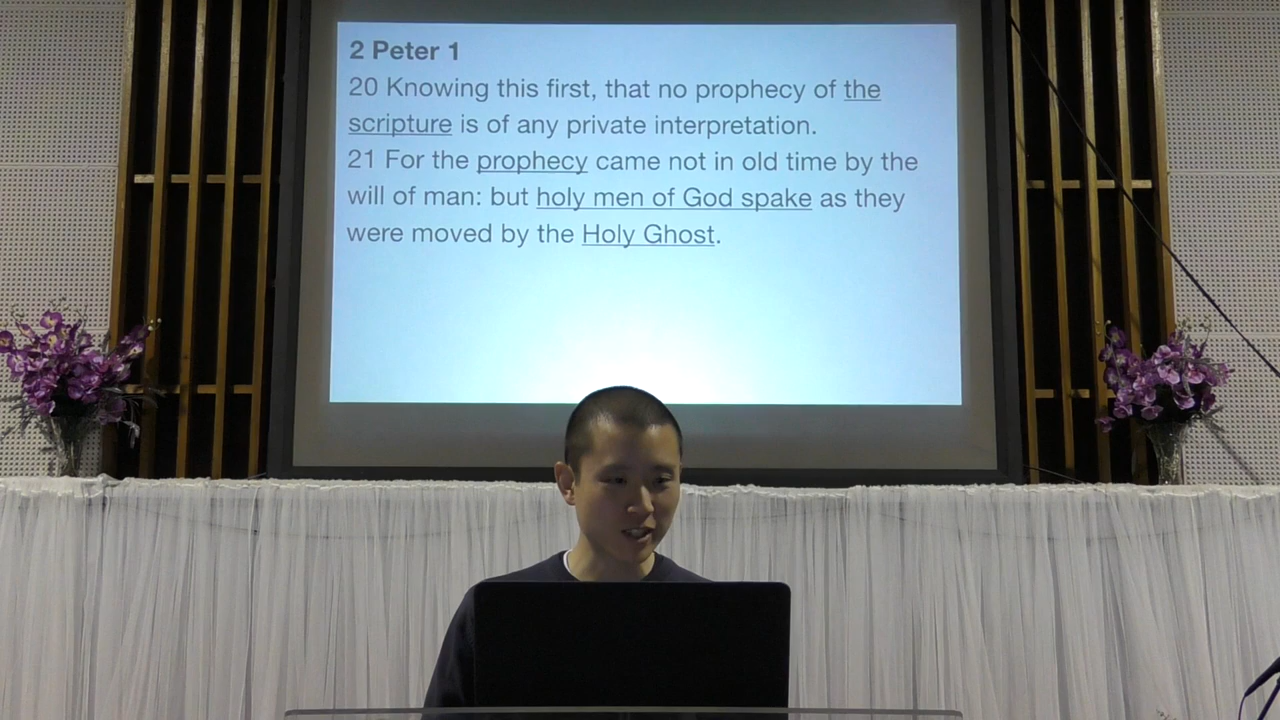 2 Peter 1
20 Knowing this first, that no prophecy of the
scripture is of any private interpretation.
21 For the prophecy came not in old time by the
will of man: but holy men of God spake as they
were moved by the Holy Ghost.